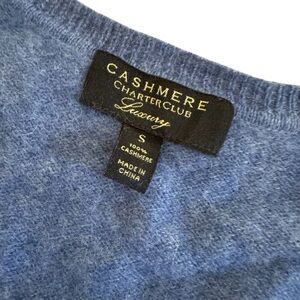 CASHMERE
CHARTER CLUB
Luxury
S
100%
CASHMERE
MADE IN
CHINA